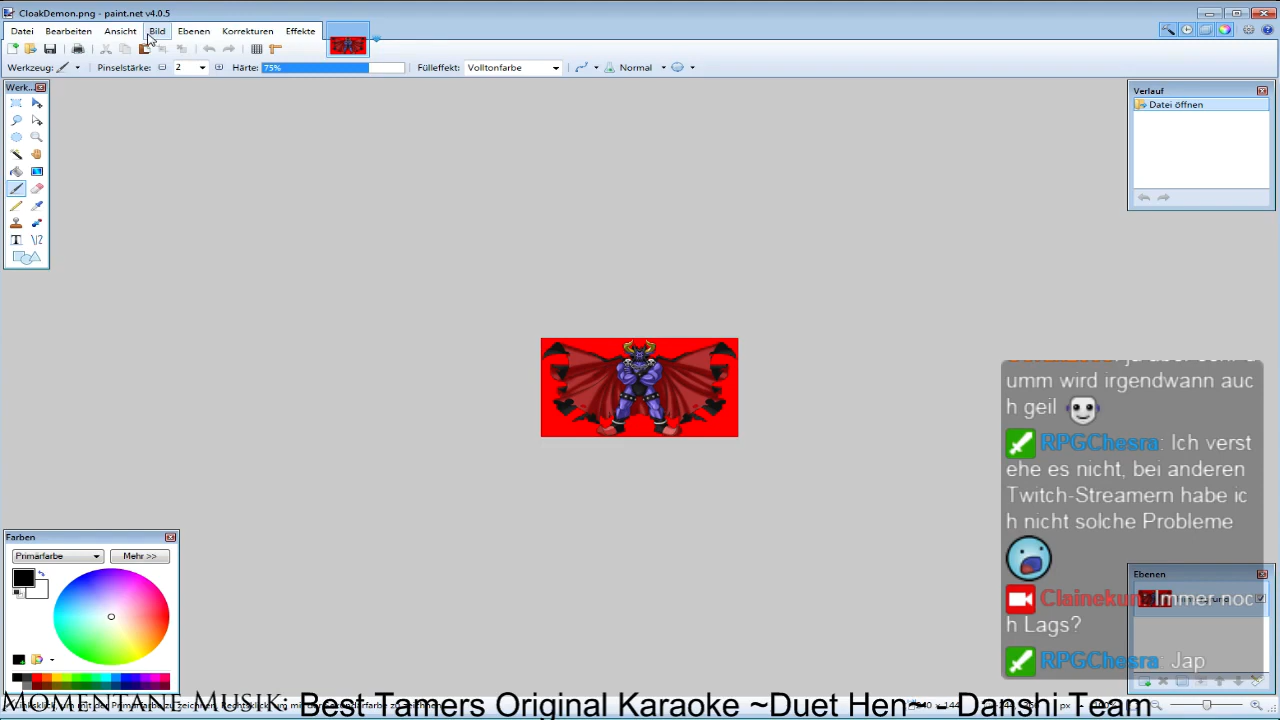 CloakDemon.png - paint.net v4.0.5
Datei Bearbeiten Ansicht Bild Ebenen Korrekturen Effekte
Werkzeug: Pinselstärke: 2 Härte: 75% Fülleffekt: Volltonfarbe Normal
Werk...
Verlauf
Datei öffnen
umm wird irgendwann auc
h geil
RPGChesra: Ich verst
ehe es nicht, bei anderen
Twitch-Streamern habe ic
h nicht solche Probleme
Ebenen
Clainekun: Immer noc
h Lags?
RPGChesra: Jap
Farben
Primärfarbe Mehr >>
Momentane Musik: Best Tamers Original Karaoke ~Duet Hen~ - Danshi Team